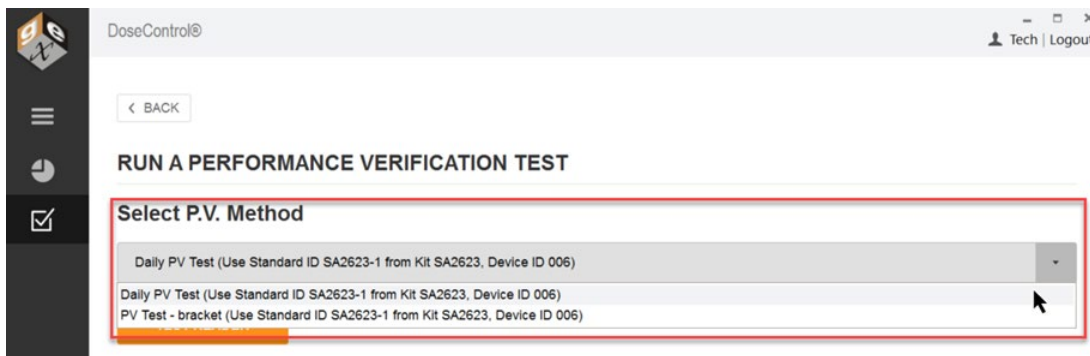 gex
DoseControl®
Tech | Logout
< BACK
RUN A PERFORMANCE VERIFICATION TEST
Select P.V. Method
Daily PV Test (Use Standard ID SA2623-1 from Kit SA2623, Device ID 006)
Daily PV Test (Use Standard ID SA2623-1 from Kit SA2623, Device ID 006)
PV Test - bracket (Use Standard ID SA2623-1 from Kit SA2623, Device ID 006)